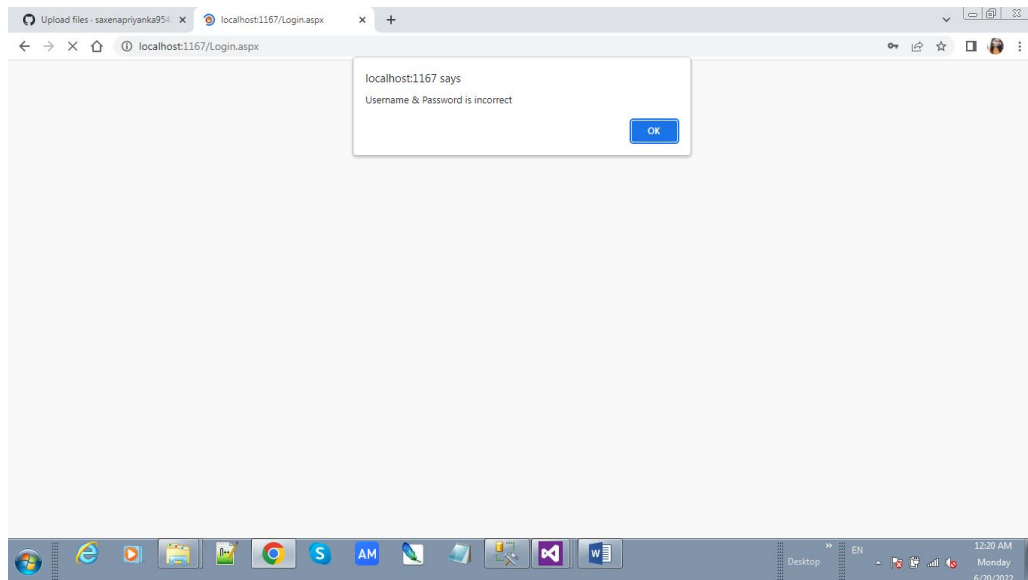 Upload files · saxenapriyanka954
localhost:1167/Login.aspx
localhost:1167/Login.aspx
localhost:1167 says
Username & Password is incorrect
OK
S
AM
W
Desktop
EN
12:20 AM
Monday
6/20/2022